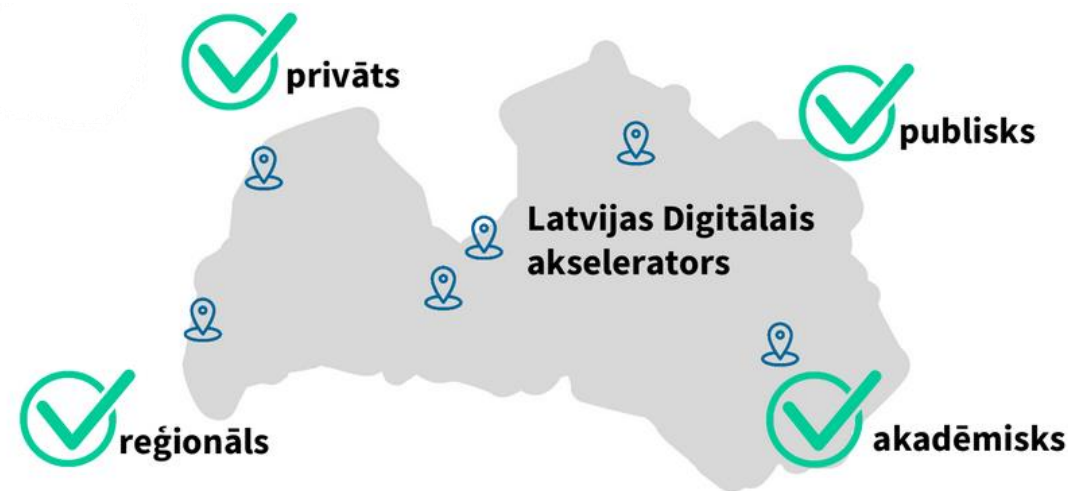 privāts
publisks
Latvijas Digitālais
akselerators
reģionāls
akadēmisks